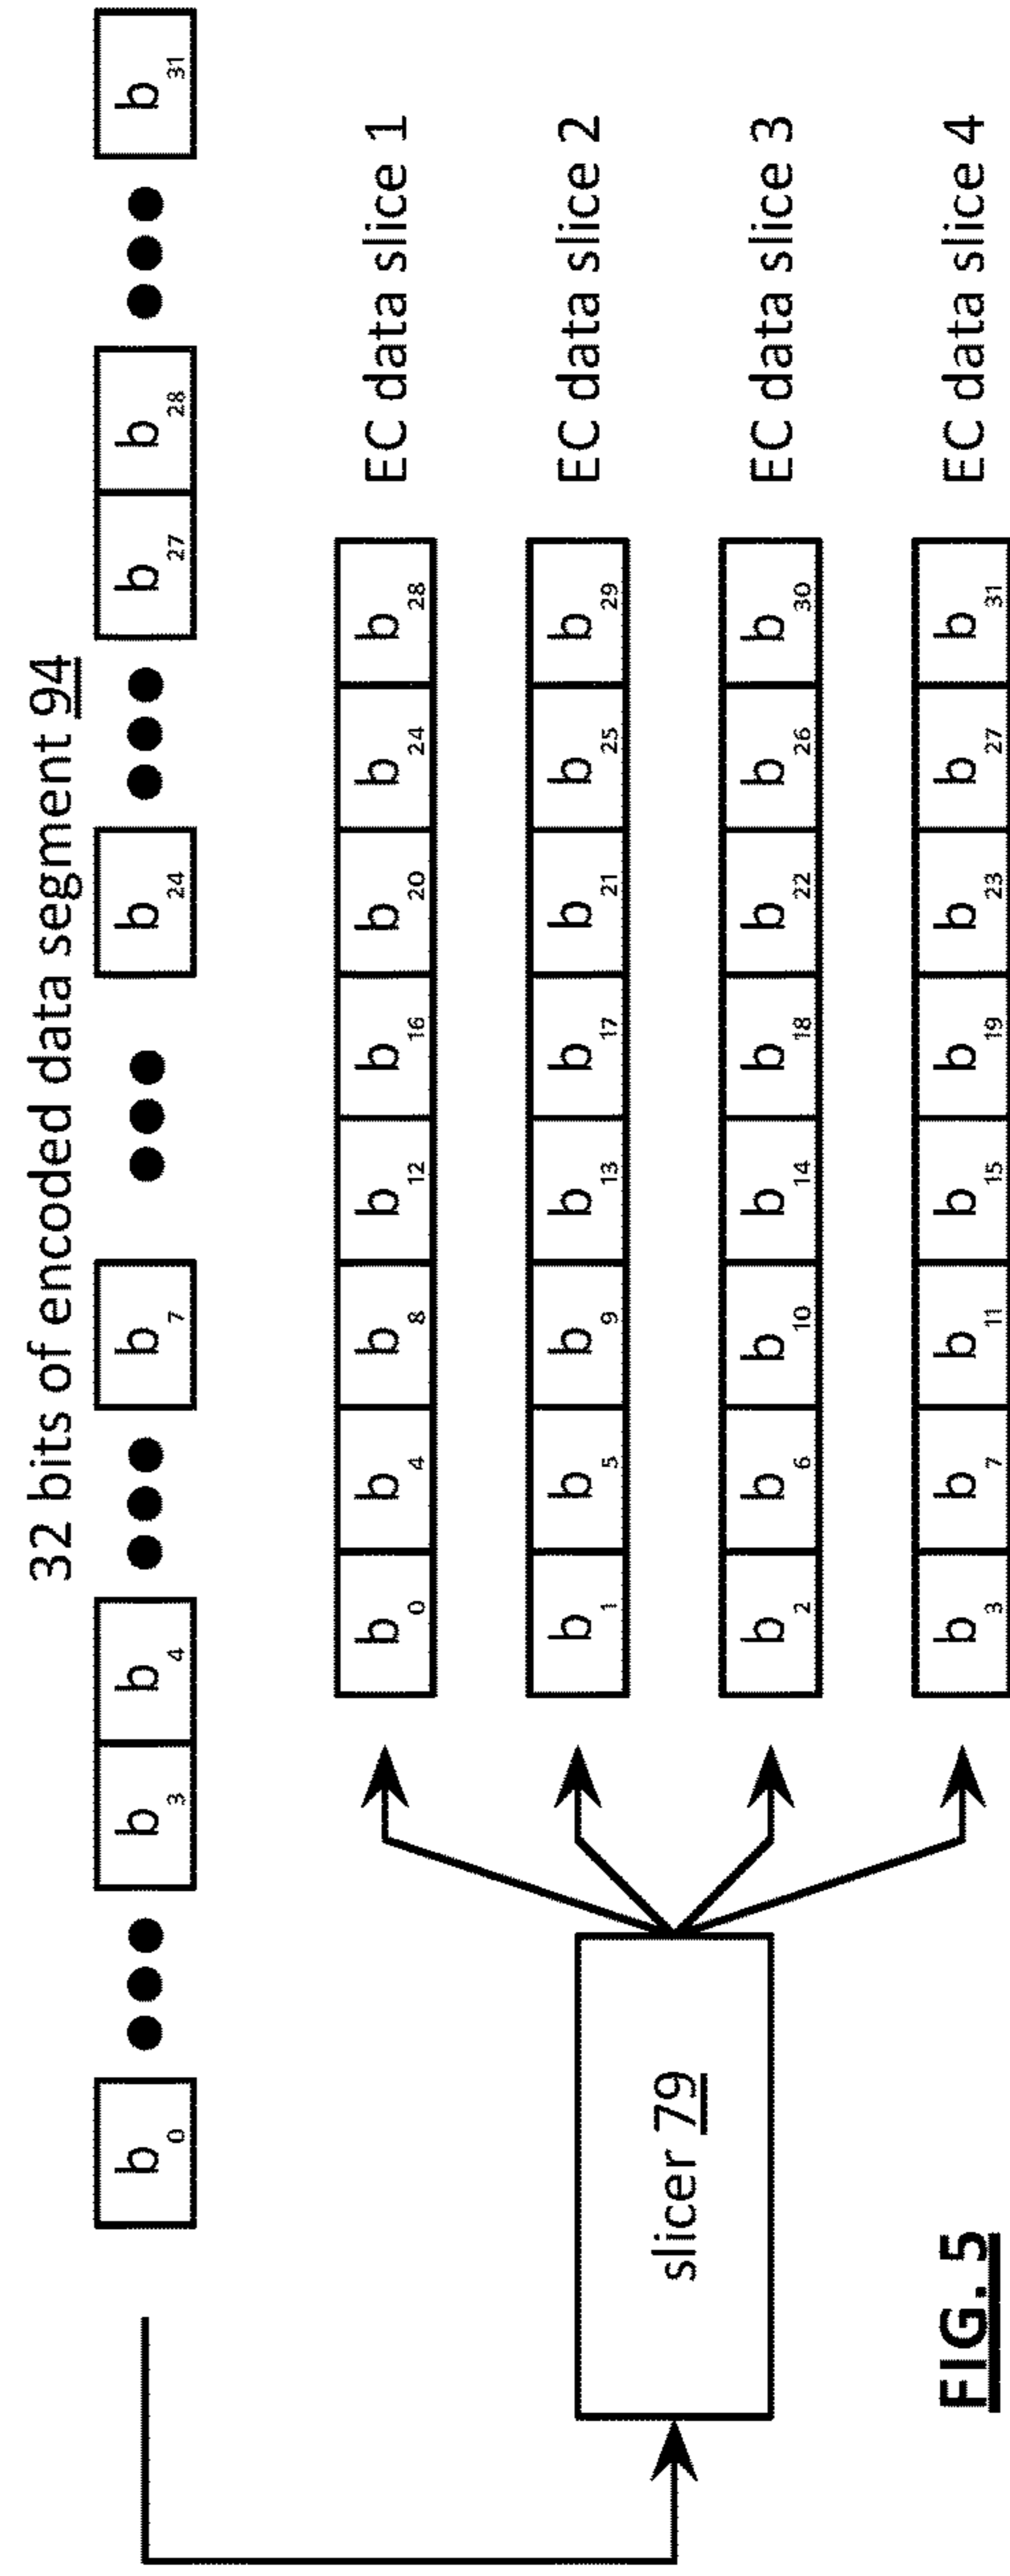 32 bits of encoded data segment 94
b0 ••• b3 b4 ••• b7 ••• b24 ••• b27 b28 ••• b31
slicer 79
b0 b4 b8 b12 b16 b20 b24 b28 EC data slice 1
b1 b5 b9 b13 b17 b21 b25 b29 EC data slice 2
b2 b6 b10 b14 b18 b22 b26 b30 EC data slice 3
b3 b7 b11 b15 b19 b23 b27 b31 EC data slice 4
FIG. 5